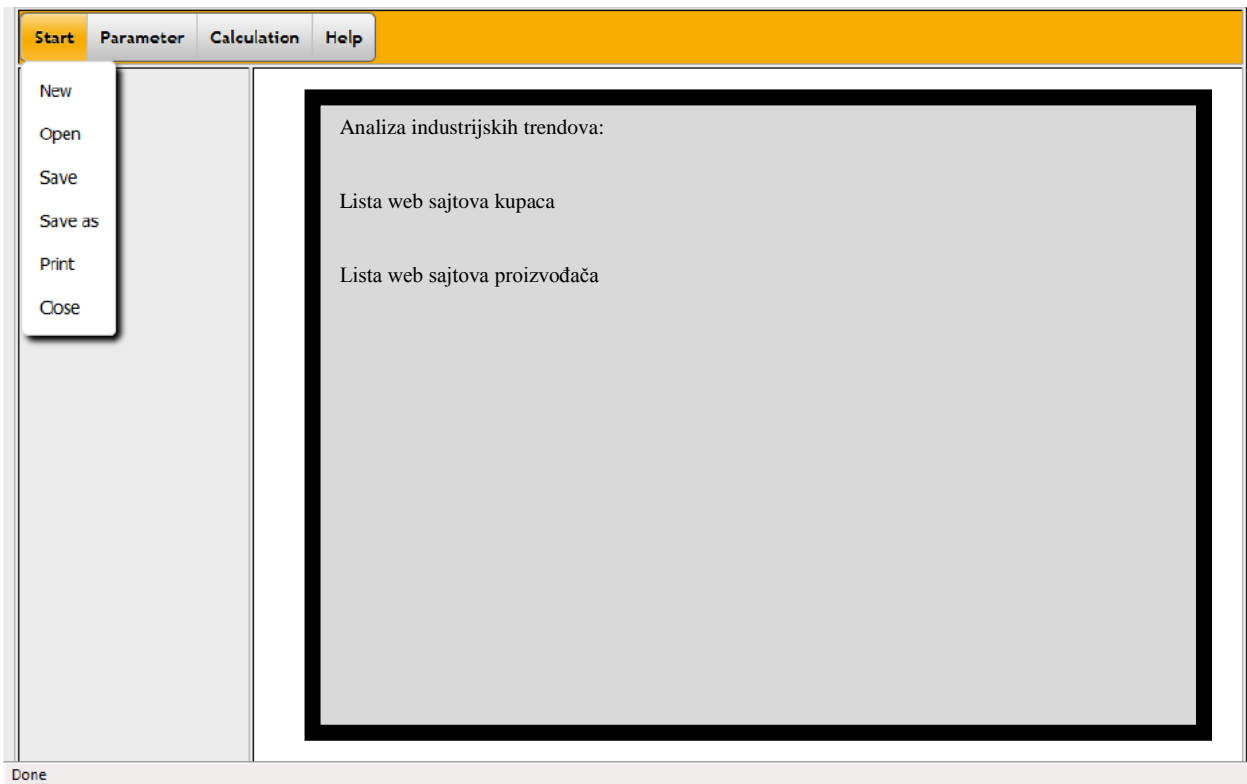 Start Parameter Calculation Help
New
Open
Save
Save as
Print
Close
Analiza industrijskih trendova:
Lista web sajtova kupaca
Lista web sajtova proizvođača
Done